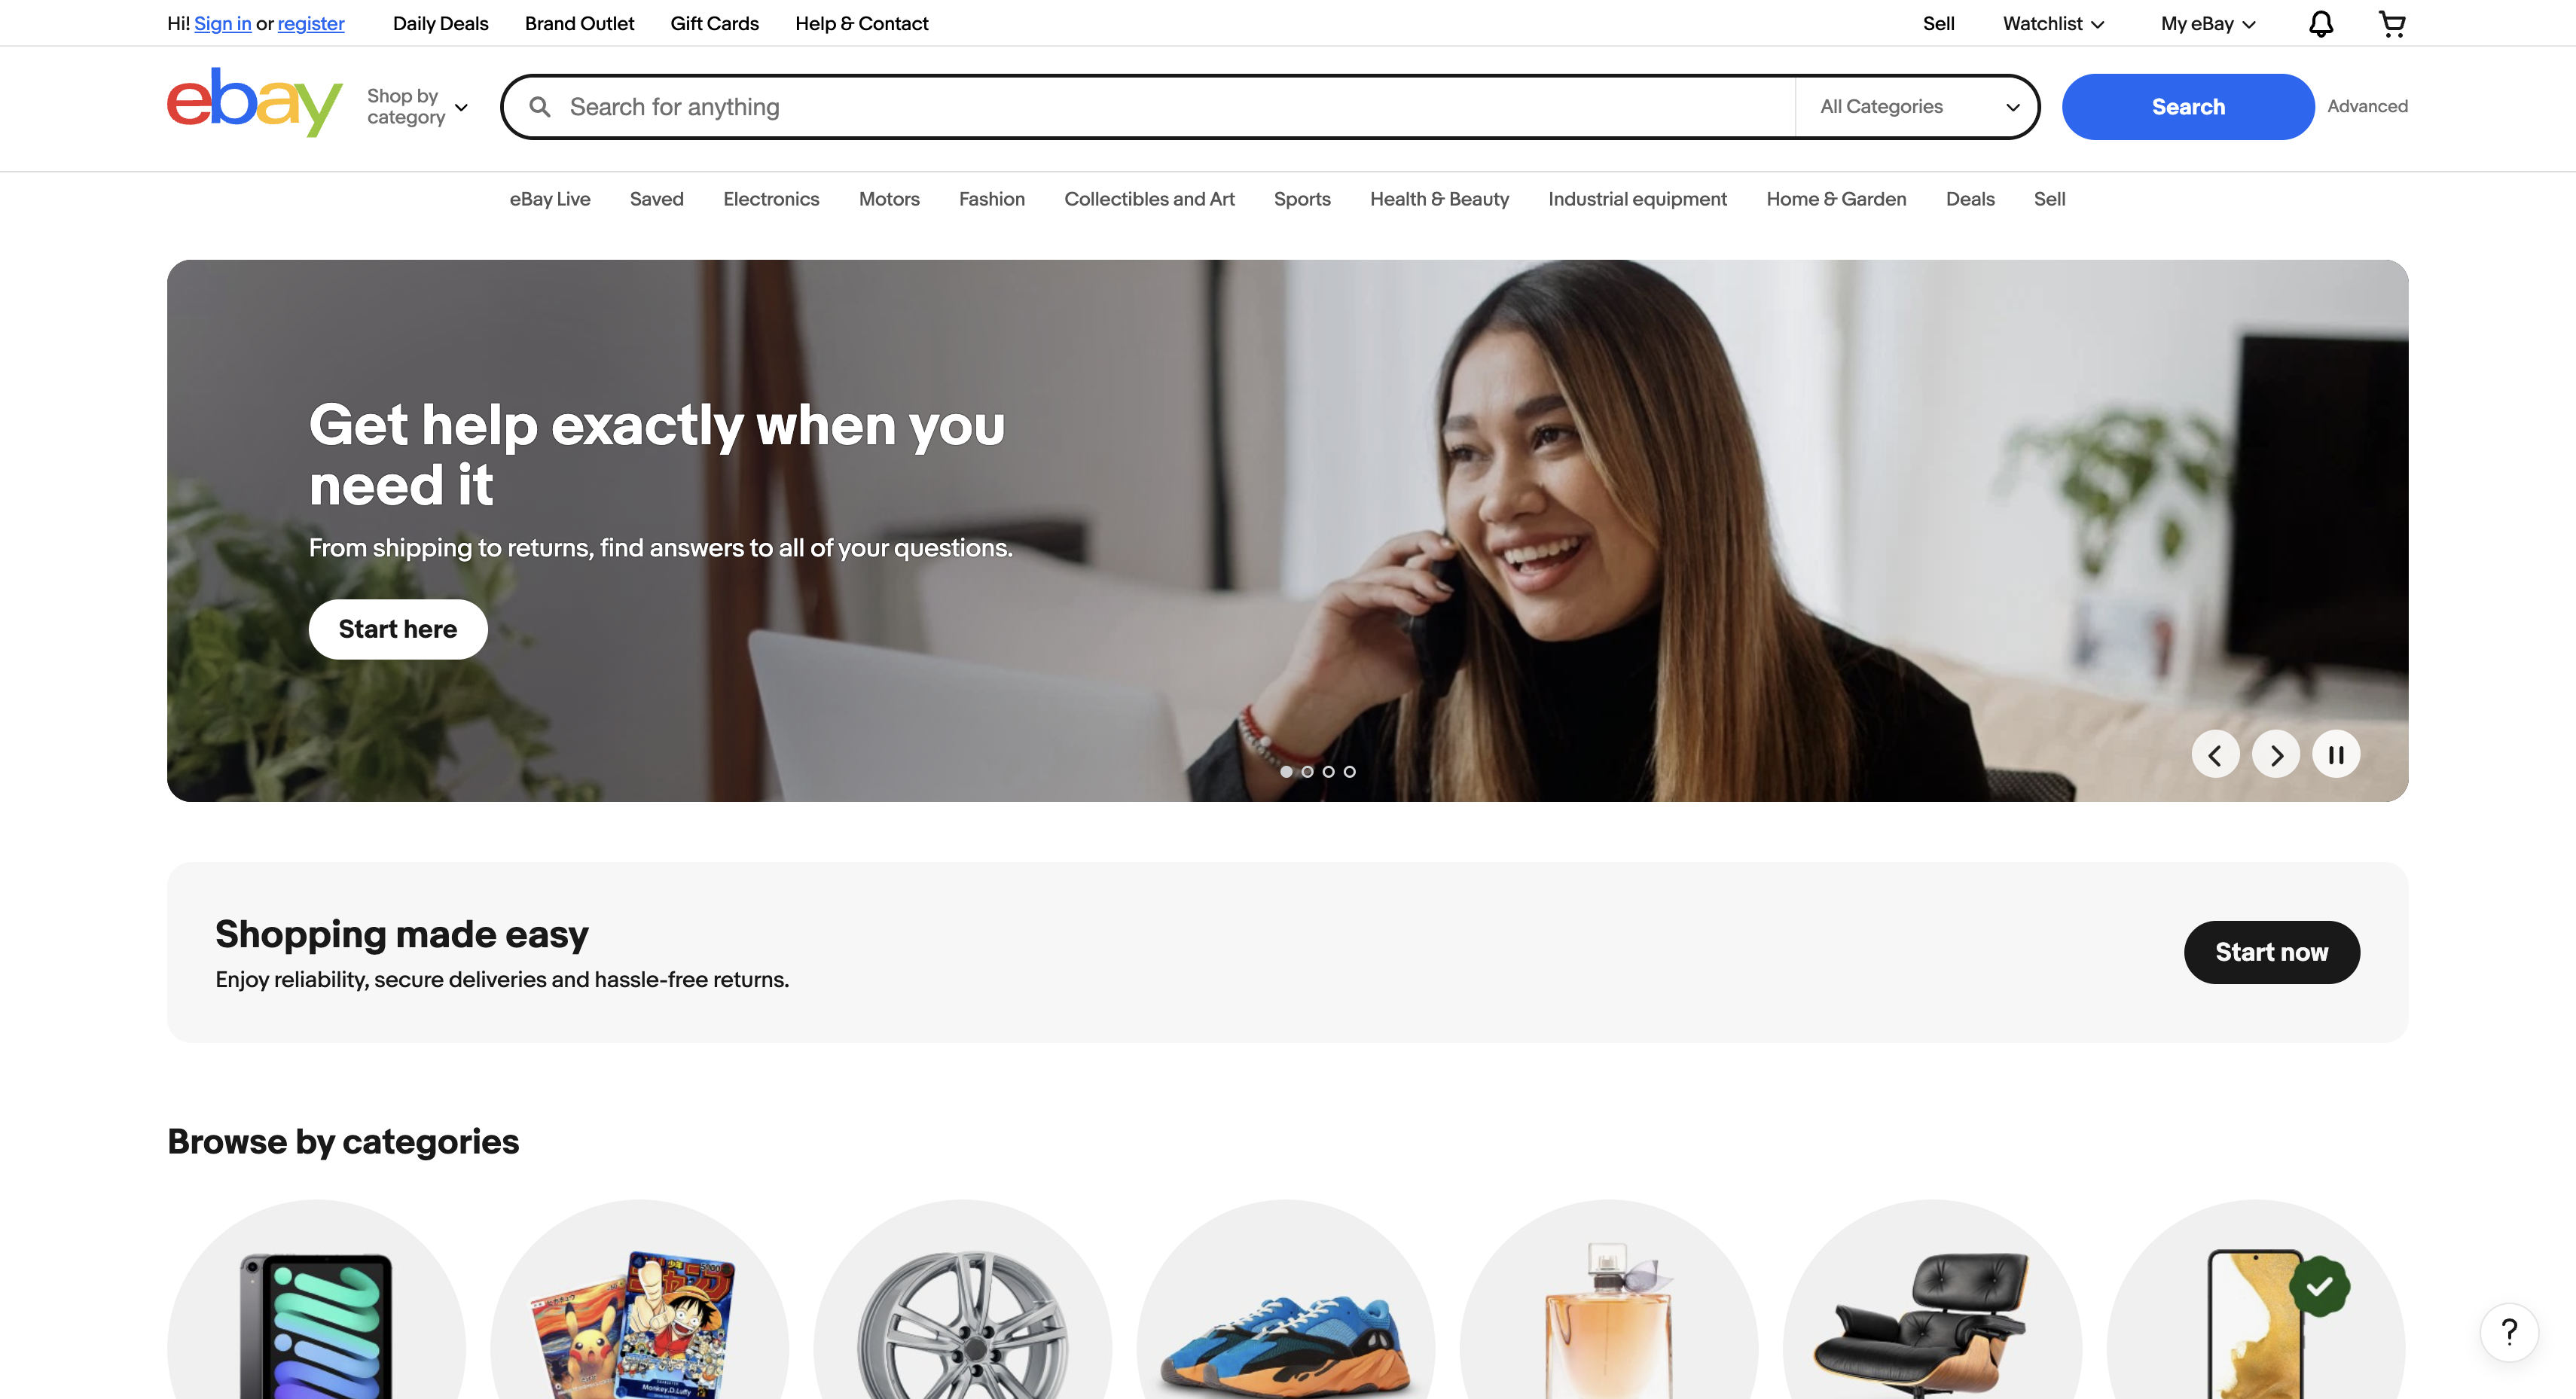 Hi! Sign in or register
Daily Deals
Brand Outlet
Gift Cards
Help & Contact
Sell
Watchlist
My eBay
ebay
Shop by
category
Search for anything
All Categories
Search
Advanced
eBay Live
Saved
Electronics
Motors
Fashion
Collectibles and Art
Sports
Health & Beauty
Industrial equipment
Home & Garden
Deals
Sell
Get help exactly when you
need it
From shipping to returns, find answers to all of your questions.
Start here
Shopping made easy
Enjoy reliability, secure deliveries and hassle-free returns.
Start now
Browse by categories
Monkey.D.Luffy
?